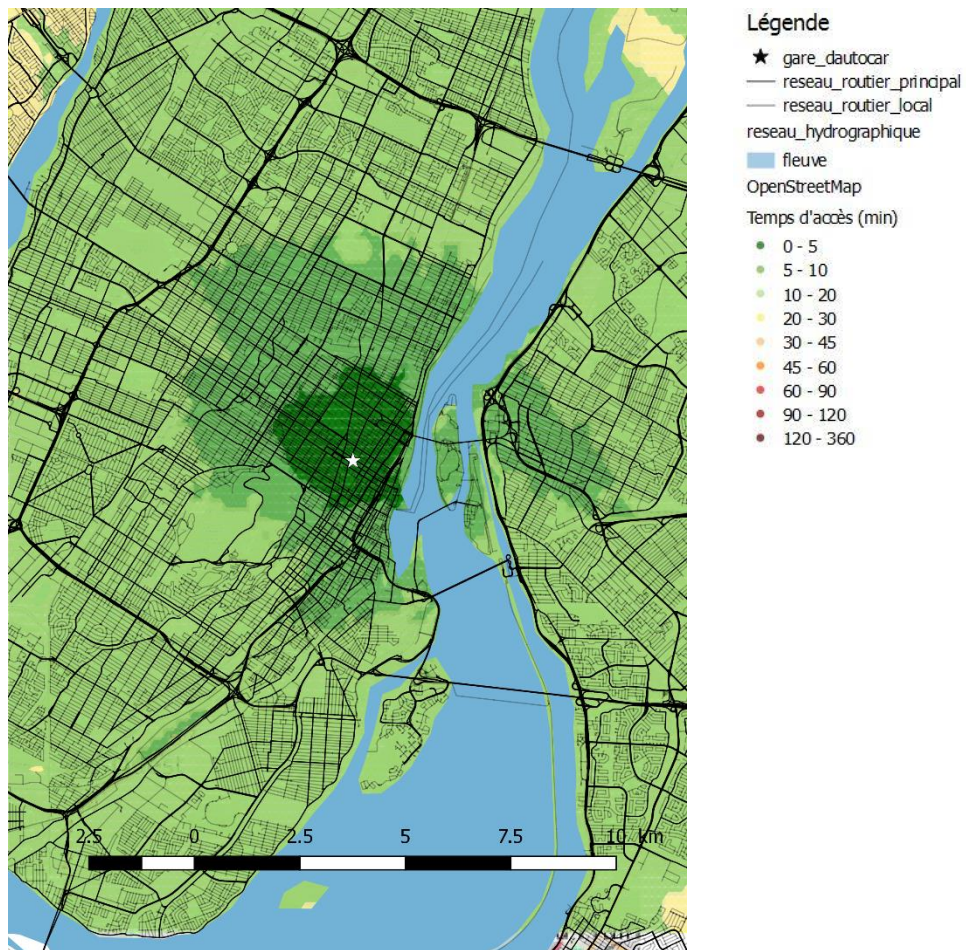 Légende
gare_dautocar
reseau_routier_principal
reseau_routier_local
reseau_hydrographique
fleuve
OpenStreetMap
Temps d'accès (min)
0 - 5
5 - 10
10 - 20
20 - 30
30 - 45
45 - 60
60 - 90
90 - 120
120 - 360
2.5 0 2.5 5 7.5 10 km